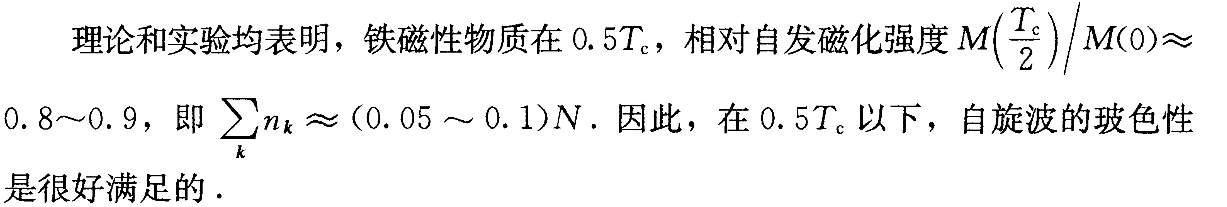 理论和实验均表明，铁磁性物质在 0.5T_c，相对自发磁化强度 M(T_c/2)/M(0)≈
0.8～0.9，即 ∑_k n_k ≈ (0.05 ～ 0.1)N．因此，在 0.5T_c 以下，自旋波的玻色性
是很好满足的．